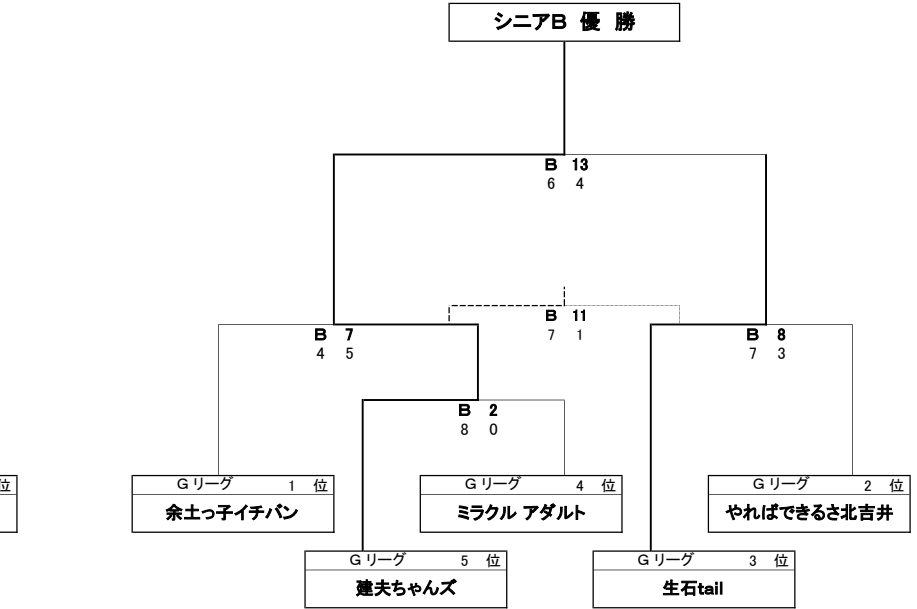 シニアB 優 勝
B 13
6 4
B 11
7 1
B 7
4 5
B 8
7 3
B 2
8 0
位
Gリーグ 1 位
余土っ子イチバン
Gリーグ 4 位
ミラクル アダルト
Gリーグ 2 位
やればできるさ北吉井
Gリーグ 5 位
建夫ちゃんズ
Gリーグ 3 位
生石tail